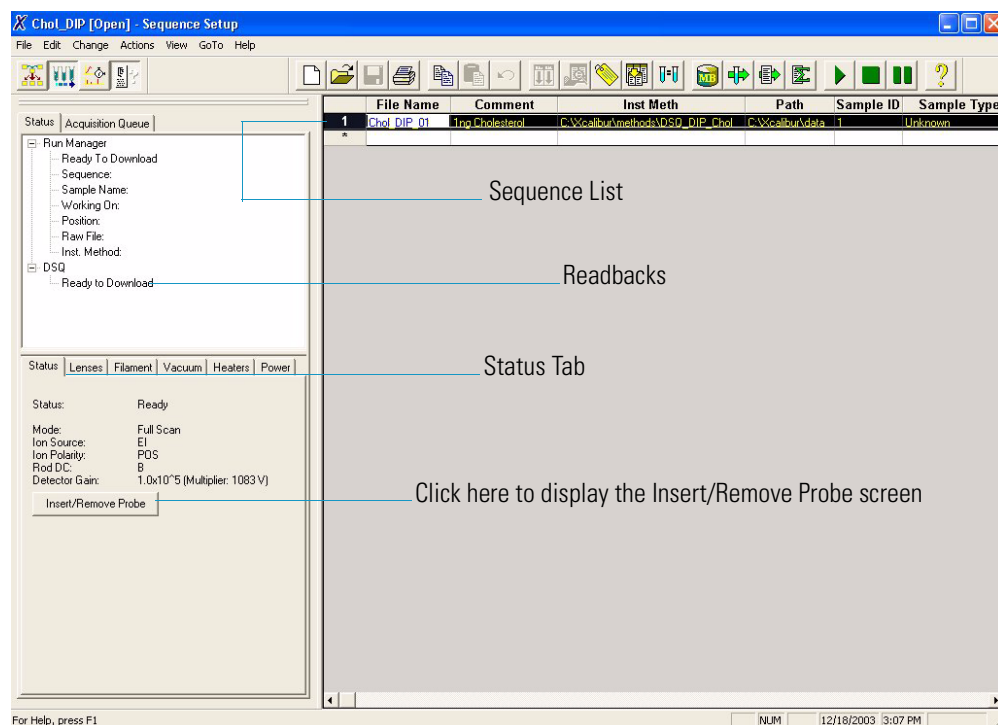 Chol_DIP [Open] - Sequence Setup
File Edit Change Actions View GoTo Help
MB
Status Acquisition Queue
Run Manager
Ready To Download
Sequence:
Sample Name:
Working On:
Position:
Raw File:
Inst. Method:
DSQ
Ready to Download
File Name Comment Inst Meth Path Sample ID Sample Type
1 Chol_DIP_01 1ng Cholesterol C:\Xcalibur\methods\DSQ_DIP_Chol C:\Xcalibur\data 1 Unknown
*
Sequence List
Readbacks
Status Tab
Click here to display the Insert/Remove Probe screen
Status Lenses Filament Vacuum Heaters Power
Status: Ready
Mode: Full Scan
Ion Source: EI
Ion Polarity: POS
Rod DC: B
Detector Gain: 1.0x10^5 (Multiplier: 1083 V)
Insert/Remove Probe
For Help, press F1
NUM 12/18/2003 3:07 PM